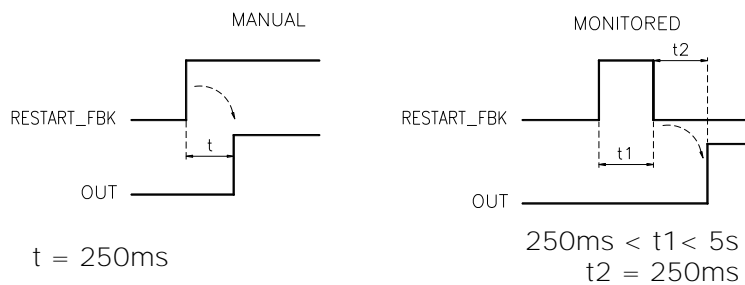 MANUAL
RESTART_FBK
t
OUT
t = 250ms
MONITORED
t2
RESTART_FBK
t1
OUT
250ms < t1< 5s
t2 = 250ms